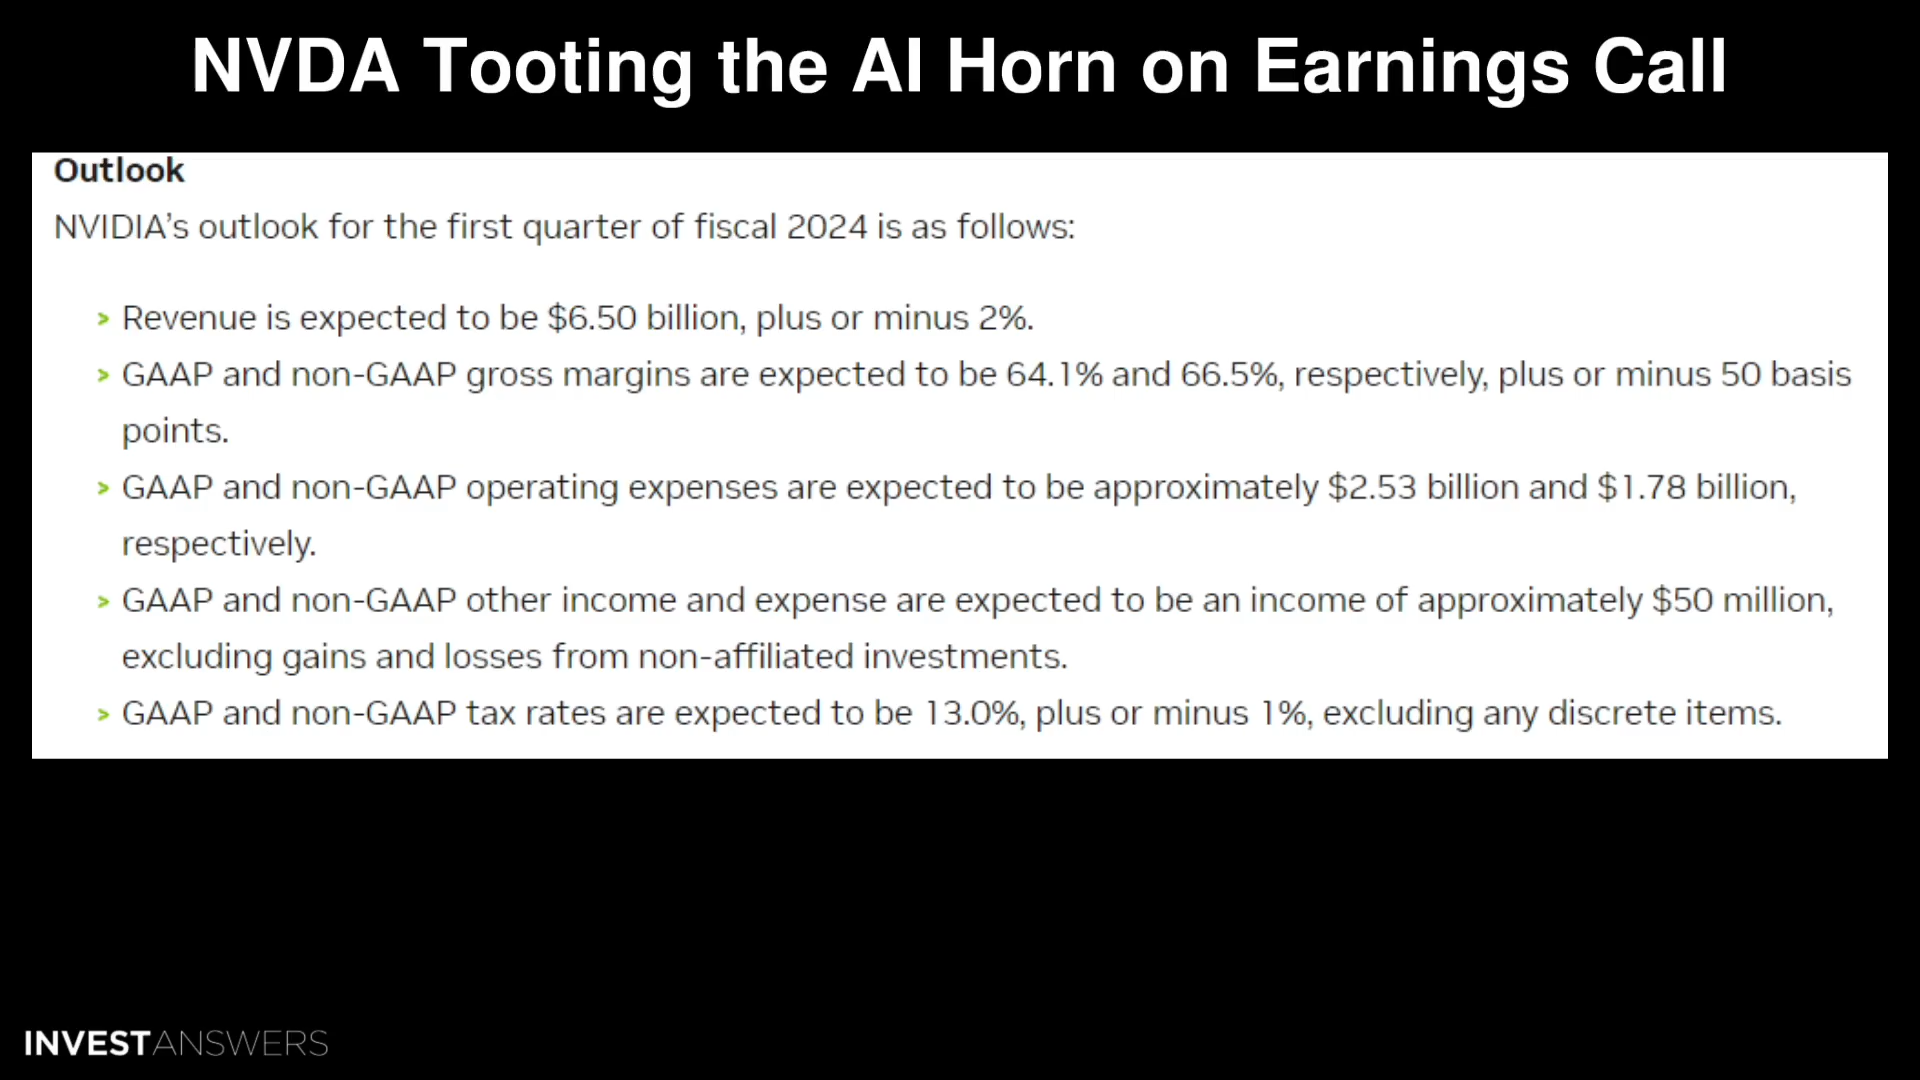 NVDA Tooting the AI Horn on Earnings Call
Outlook
NVIDIA’s outlook for the first quarter of fiscal 2024 is as follows:
> Revenue is expected to be $6.50 billion, plus or minus 2%.
> GAAP and non-GAAP gross margins are expected to be 64.1% and 66.5%, respectively, plus or minus 50 basis
points.
> GAAP and non-GAAP operating expenses are expected to be approximately $2.53 billion and $1.78 billion,
respectively.
> GAAP and non-GAAP other income and expense are expected to be an income of approximately $50 million,
excluding gains and losses from non-affiliated investments.
> GAAP and non-GAAP tax rates are expected to be 13.0%, plus or minus 1%, excluding any discrete items.
INVESTANSWERS